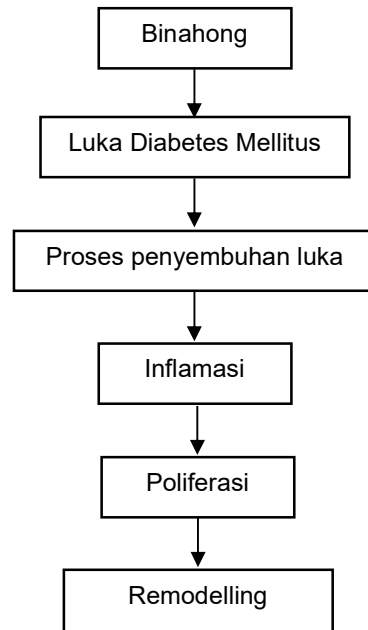 Binahong
Luka Diabetes Mellitus
Proses penyembuhan luka
Inflamasi
Poliferasi
Remodelling